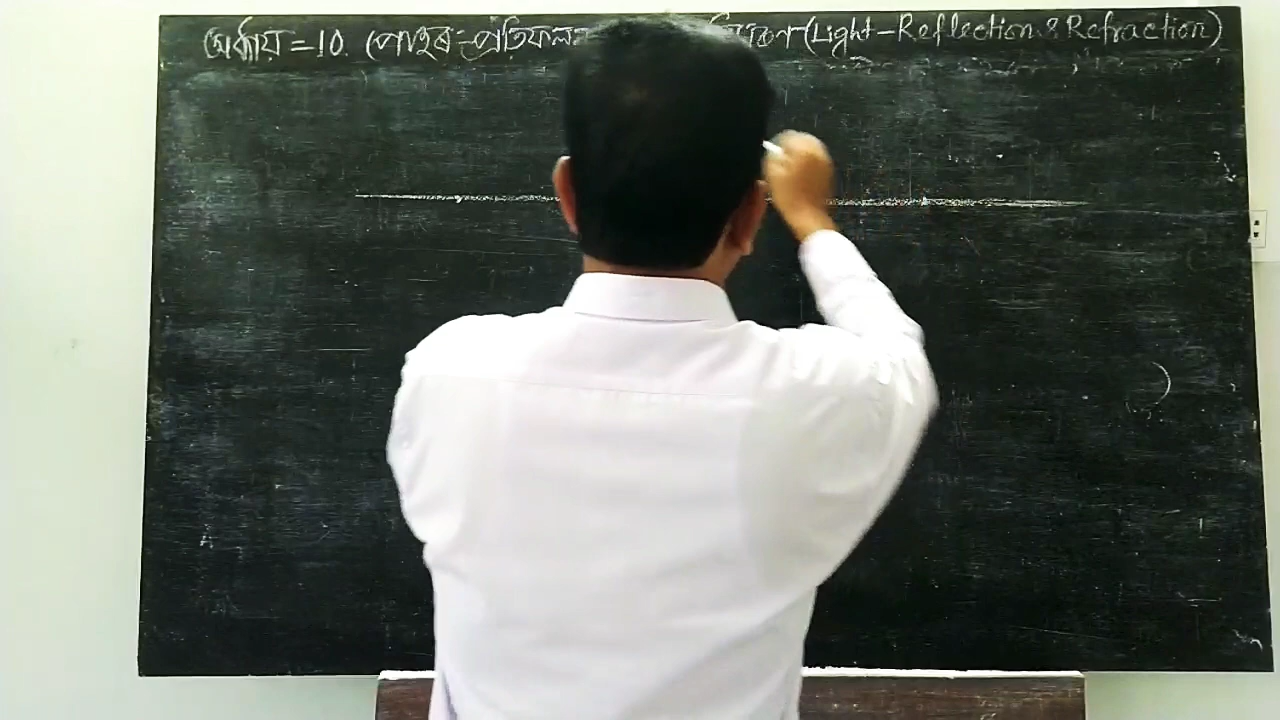 অধ্যায় = 10. পোহৰ :- প্ৰতিফলন (Light - Reflection & Refraction)